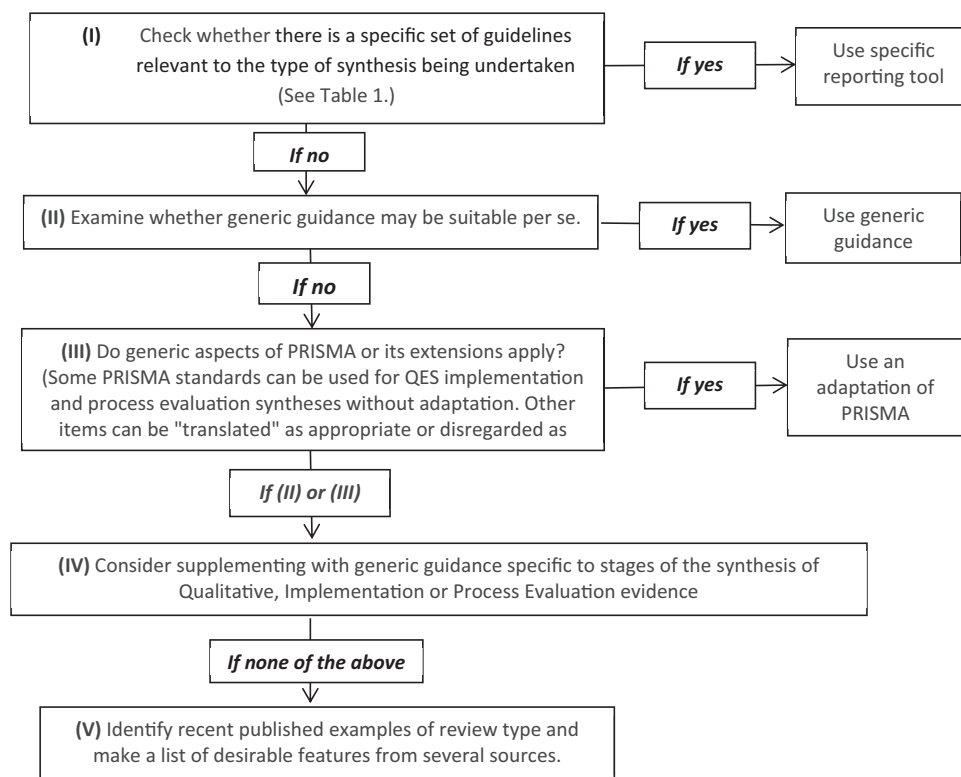 (I) Check whether there is a specific set of guidelines
relevant to the type of synthesis being undertaken
(See Table 1.)
If yes
Use specific
reporting tool
If no
(II) Examine whether generic guidance may be suitable per se.
If yes
Use generic
guidance
If no
(III) Do generic aspects of PRISMA or its extensions apply?
(Some PRISMA standards can be used for QES implementation
and process evaluation syntheses without adaptation. Other
items can be "translated" as appropriate or disregarded as
If yes
Use an
adaptation of
PRISMA
If (II) or (III)
(IV) Consider supplementing with generic guidance specific to stages of the synthesis of
Qualitative, Implementation or Process Evaluation evidence
If none of the above
(V) Identify recent published examples of review type and
make a list of desirable features from several sources.